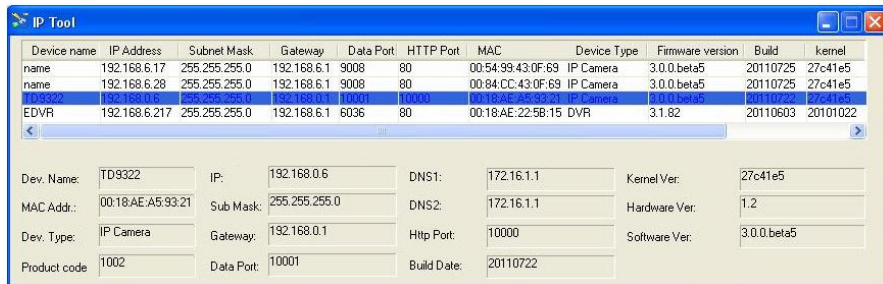 IP Tool
Device name IP Address Subnet Mask Gateway Data Port HTTP Port MAC Device Type Firmware version Build kernel
name 192.168.6.17 255.255.255.0 192.168.6.1 9008 80 00:54:99:43:0F:69 IP Camera 3.0.0.beta5 20110725 27c41e5
name 192.168.6.28 255.255.255.0 192.168.6.1 9008 80 00:84:CC:43:0F:69 IP Camera 3.0.0.beta5 20110725 27c41e5
TD9322 192.168.0.6 255.255.255.0 192.168.0.1 10001 10000 00:18:AE:A5:93:21 IP Camera 3.0.0.beta5 20110722 27c41e5
EDVR 192.168.6.217 255.255.255.0 192.168.6.1 6036 80 00:18:AE:22:5B:15 DVR 3.1.82 20110603 20101022
Dev. Name: TD9322 IP: 192.168.0.6 DNS1: 172.16.1.1 Kernel Ver: 27c41e5
MAC Addr.: 00:18:AE:A5:93:21 Sub Mask: 255.255.255.0 DNS2: 172.16.1.1 Hardware Ver: 1.2
Dev. Type: IP Camera Gateway: 192.168.0.1 Http Port: 10000 Software Ver: 3.0.0.beta5
Product code 1002 Data Port: 10001 Build Date: 20110722